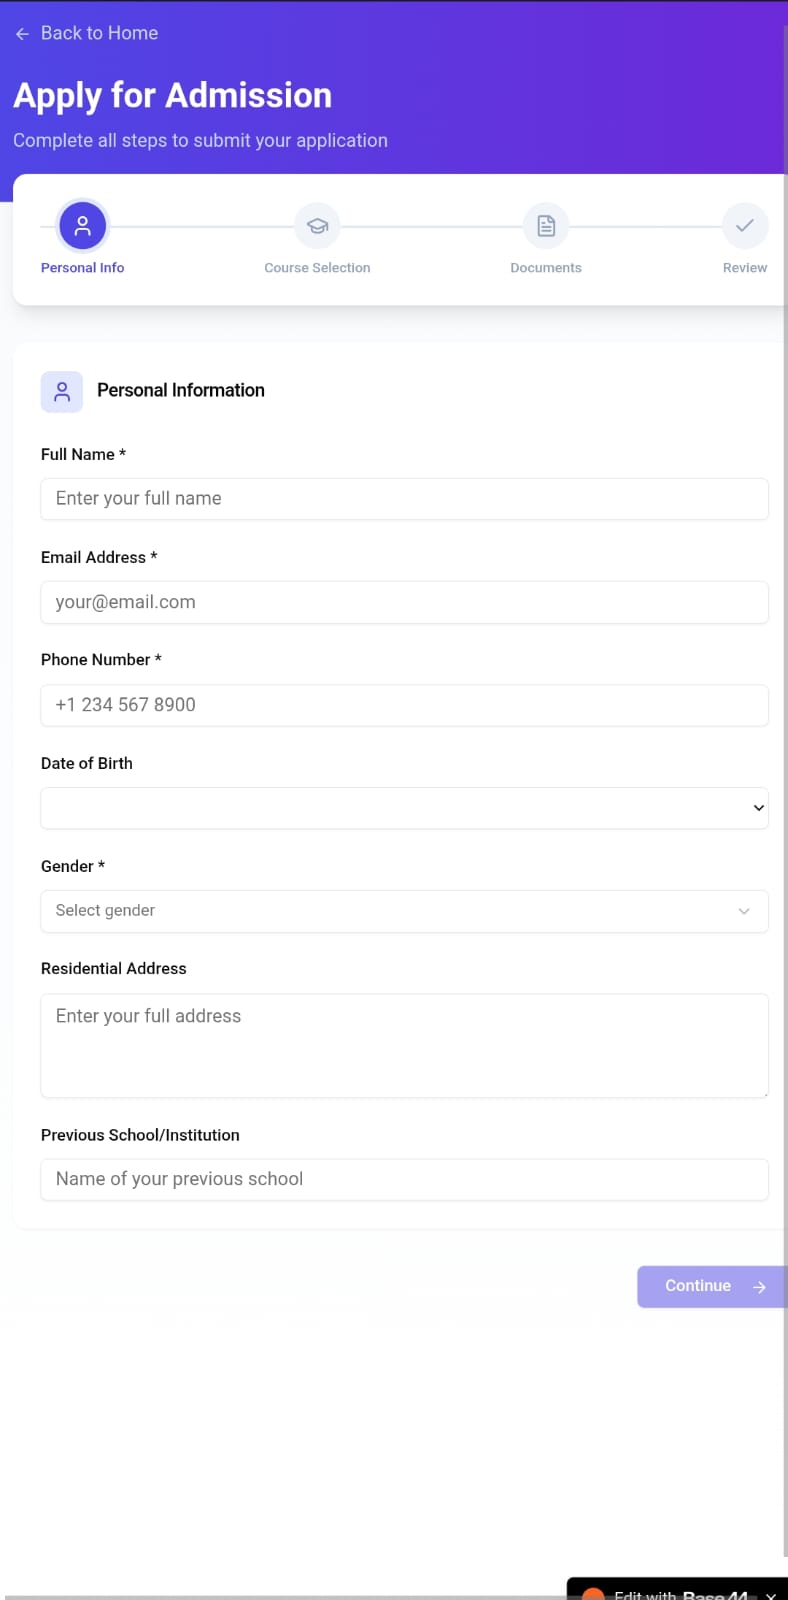 Back to Home
Apply for Admission
Complete all steps to submit your application
Personal Info
Course Selection
Documents
Review
Personal Information
Full Name *
Enter your full name
Email Address *
your@email.com
Phone Number *
+1 234 567 8900
Date of Birth
Gender *
Select gender
Residential Address
Enter your full address
Previous School/Institution
Name of your previous school
Continue
Edit with Base44